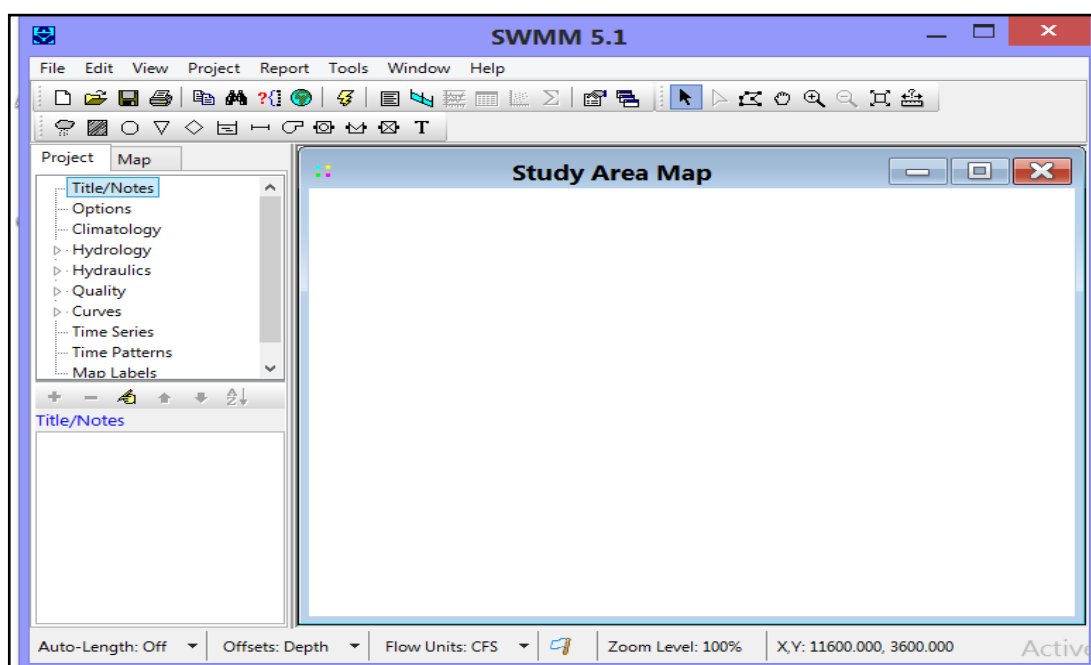 SWMM 5.1
File Edit View Project Report Tools Window Help
?{}
T
Project Map
Study Area Map
Title/Notes
Options
Climatology
Hydrology
Hydraulics
Quality
Curves
Time Series
Time Patterns
Map Labels
Title/Notes
Auto-Length: Off Offsets: Depth Flow Units: CFS Zoom Level: 100% X,Y: 11600.000, 3600.000 Activ